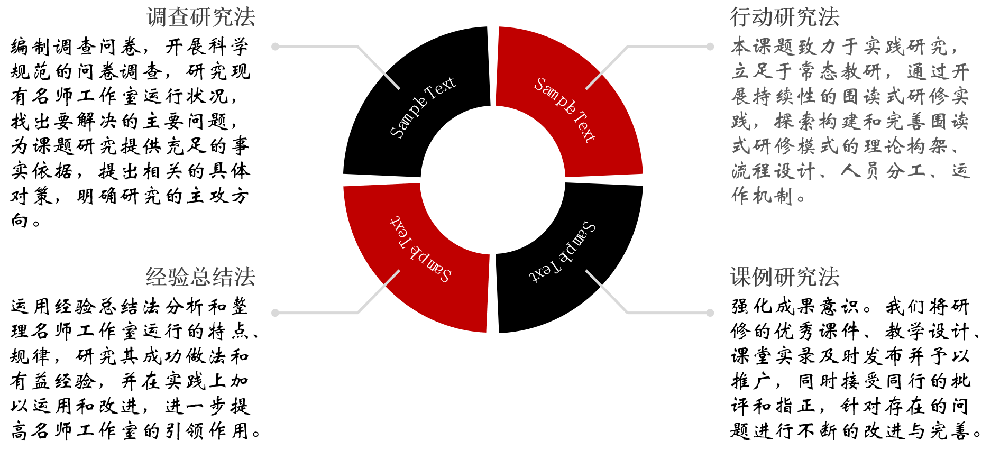 调查研究法
编制调查问卷，开展科学
规范的问卷调查，研究现
有名师工作室运行状况，
找出要解决的主要问题，
为课题研究提供充足的事
实依据，提出相关的具体
对策，明确研究的主攻方
向。
行动研究法
本课题致力于实践研究，
立足于常态教研，通过开
展持续性的围读式研修实
践，探索构建和完善围读
式研修模式的理论构架、
流程设计、人员分工、运
作机制。
Sample Text
Sample Text
Sample Text
Sample Text
经验总结法
运用经验总结法分析和整
理名师工作室运行的特点、
规律，研究其成功做法和
有益经验，并在实践上加
以运用和改进，进一步提
高名师工作室的引领作用。
课例研究法
强化成果意识。我们将研
修的优秀课件、教学设计、
课堂实录及时发布并予以
推广，同时接受同行的批
评和指正，针对存在的问
题进行不断的改进与完善。